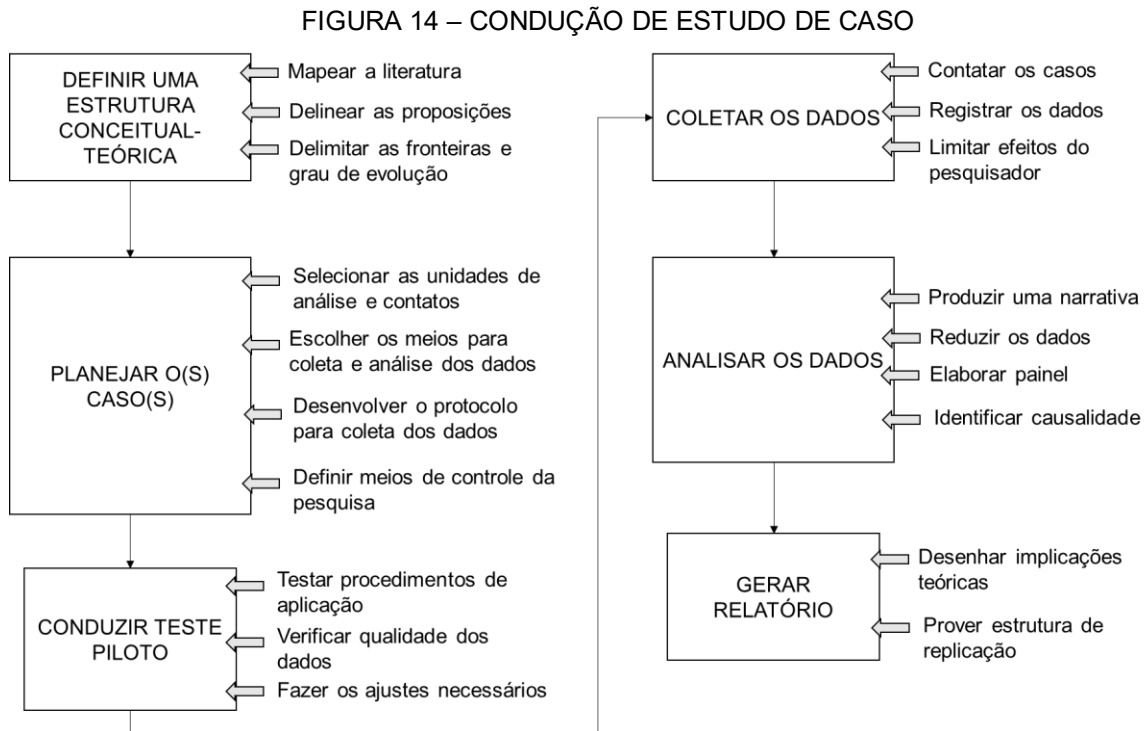 FIGURA 14 – CONDUÇÃO DE ESTUDO DE CASO
DEFINIR UMA
ESTRUTURA
CONCEITUAL-
TEÓRICA
Mapear a literatura
Delinear as proposições
Delimitar as fronteiras e
grau de evolução
PLANEJAR O(S)
CASO(S)
Selecionar as unidades de
análise e contatos
Escolher os meios para
coleta e análise dos dados
Desenvolver o protocolo
para coleta dos dados
Definir meios de controle da
pesquisa
CONDUZIR TESTE
PILOTO
Testar procedimentos de
aplicação
Verificar qualidade dos
dados
Fazer os ajustes necessários
COLETAR OS DADOS
Contatar os casos
Registrar os dados
Limitar efeitos do
pesquisador
ANALISAR OS DADOS
Produzir uma narrativa
Reduzir os dados
Elaborar painel
Identificar causalidade
GERAR
RELATÓRIO
Desenhar implicações
teóricas
Prover estrutura de
replicação